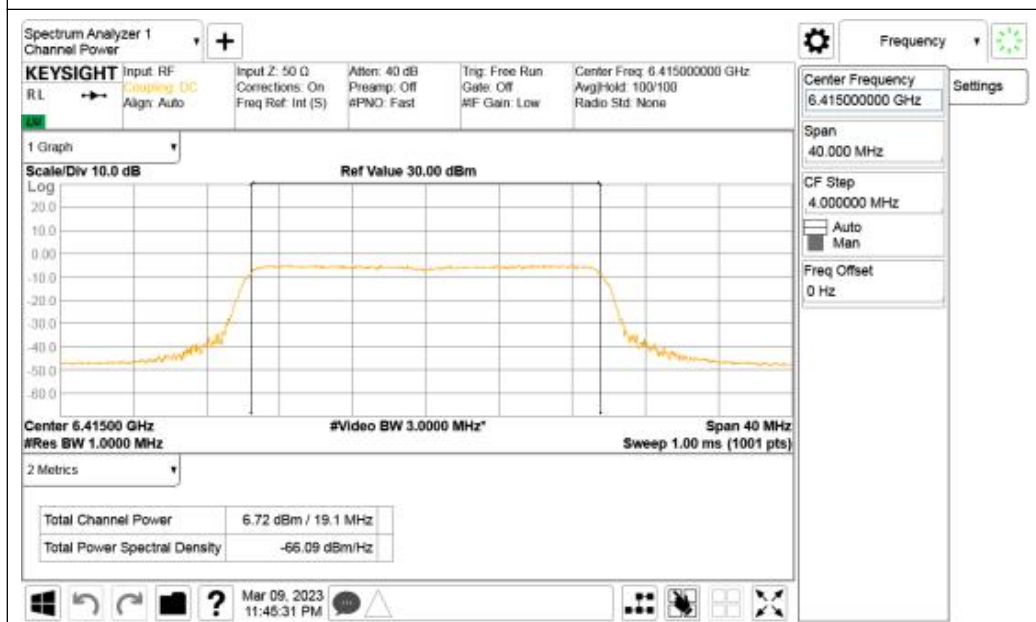 Spectrum Analyzer 1
Channel Power
+
Frequency
KEYSIGHT
RL
Input: RF
Coupling: DC
Align: Auto
Input Z: 50 Ω
Corrections: On
Freq Ref: Int (S)
Atten: 40 dB
Preamp: Off
#PNO: Fast
Trig: Free Run
Gate: Off
#IF Gain: Low
Center Freq: 6.415000000 GHz
Avg|Hold: 100/100
Radio Std: None
Center Frequency
6.415000000 GHz
Settings
Span
40.000 MHz
CF Step
4.000000 MHz
Auto
Man
Freq Offset
0 Hz
1 Graph
Scale/Div 10.0 dB
Ref Value 30.00 dBm
Log
20.0
10.0
0.00
-10.0
-20.0
-30.0
-40.0
-50.0
-60.0
Center 6.41500 GHz
#Video BW 3.0000 MHz*
Span 40 MHz
#Res BW 1.0000 MHz
Sweep 1.00 ms (1001 pts)
2 Metrics
Total Channel Power 6.72 dBm / 19.1 MHz
Total Power Spectral Density -66.09 dBm/Hz
?
Mar 09, 2023
11:45:31 PM